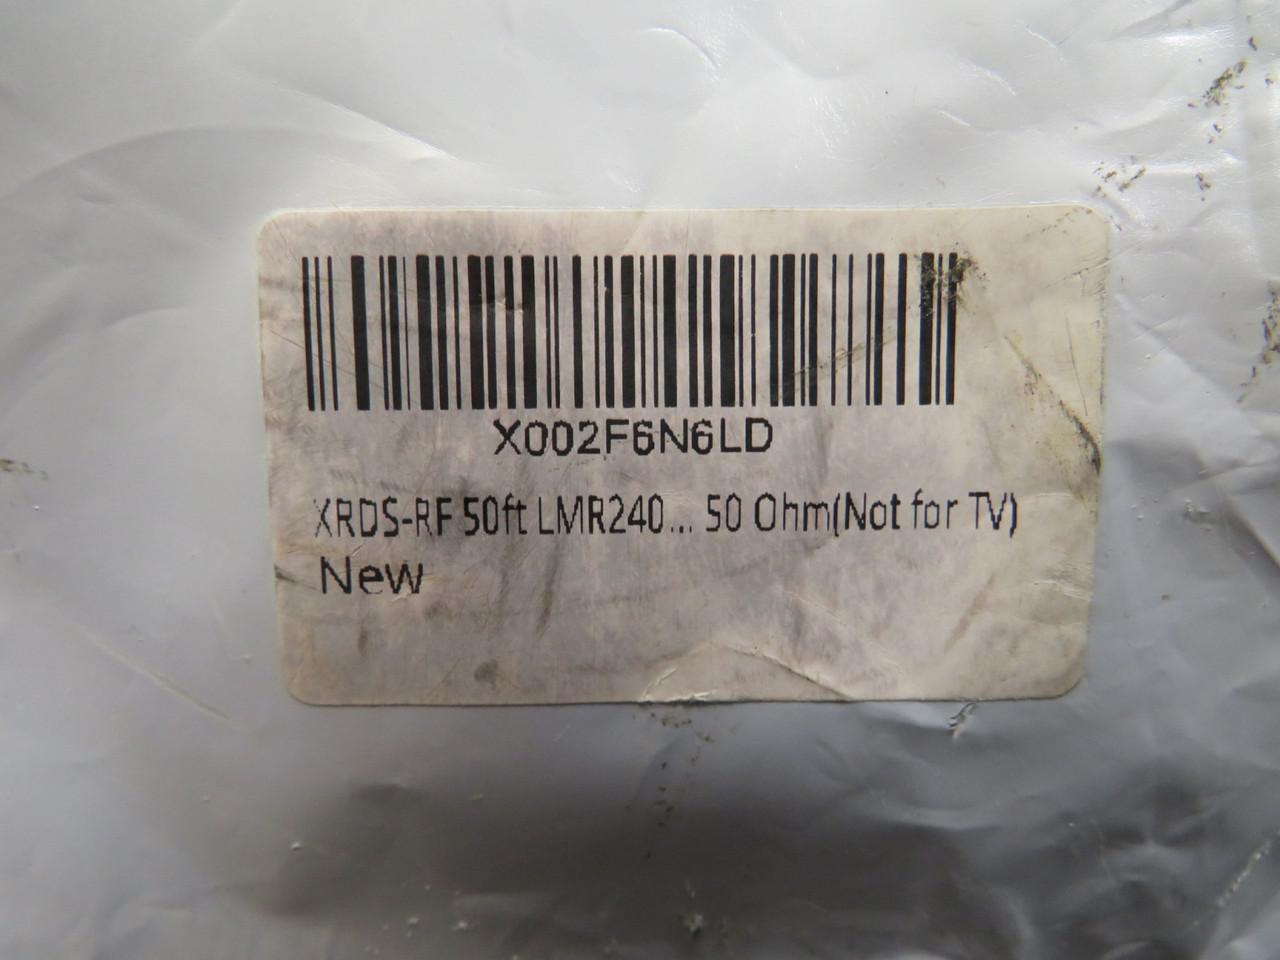 X002F6N6LD
XRDS-RF 50ft LMR240... 50 Ohm(Not for TV)
New